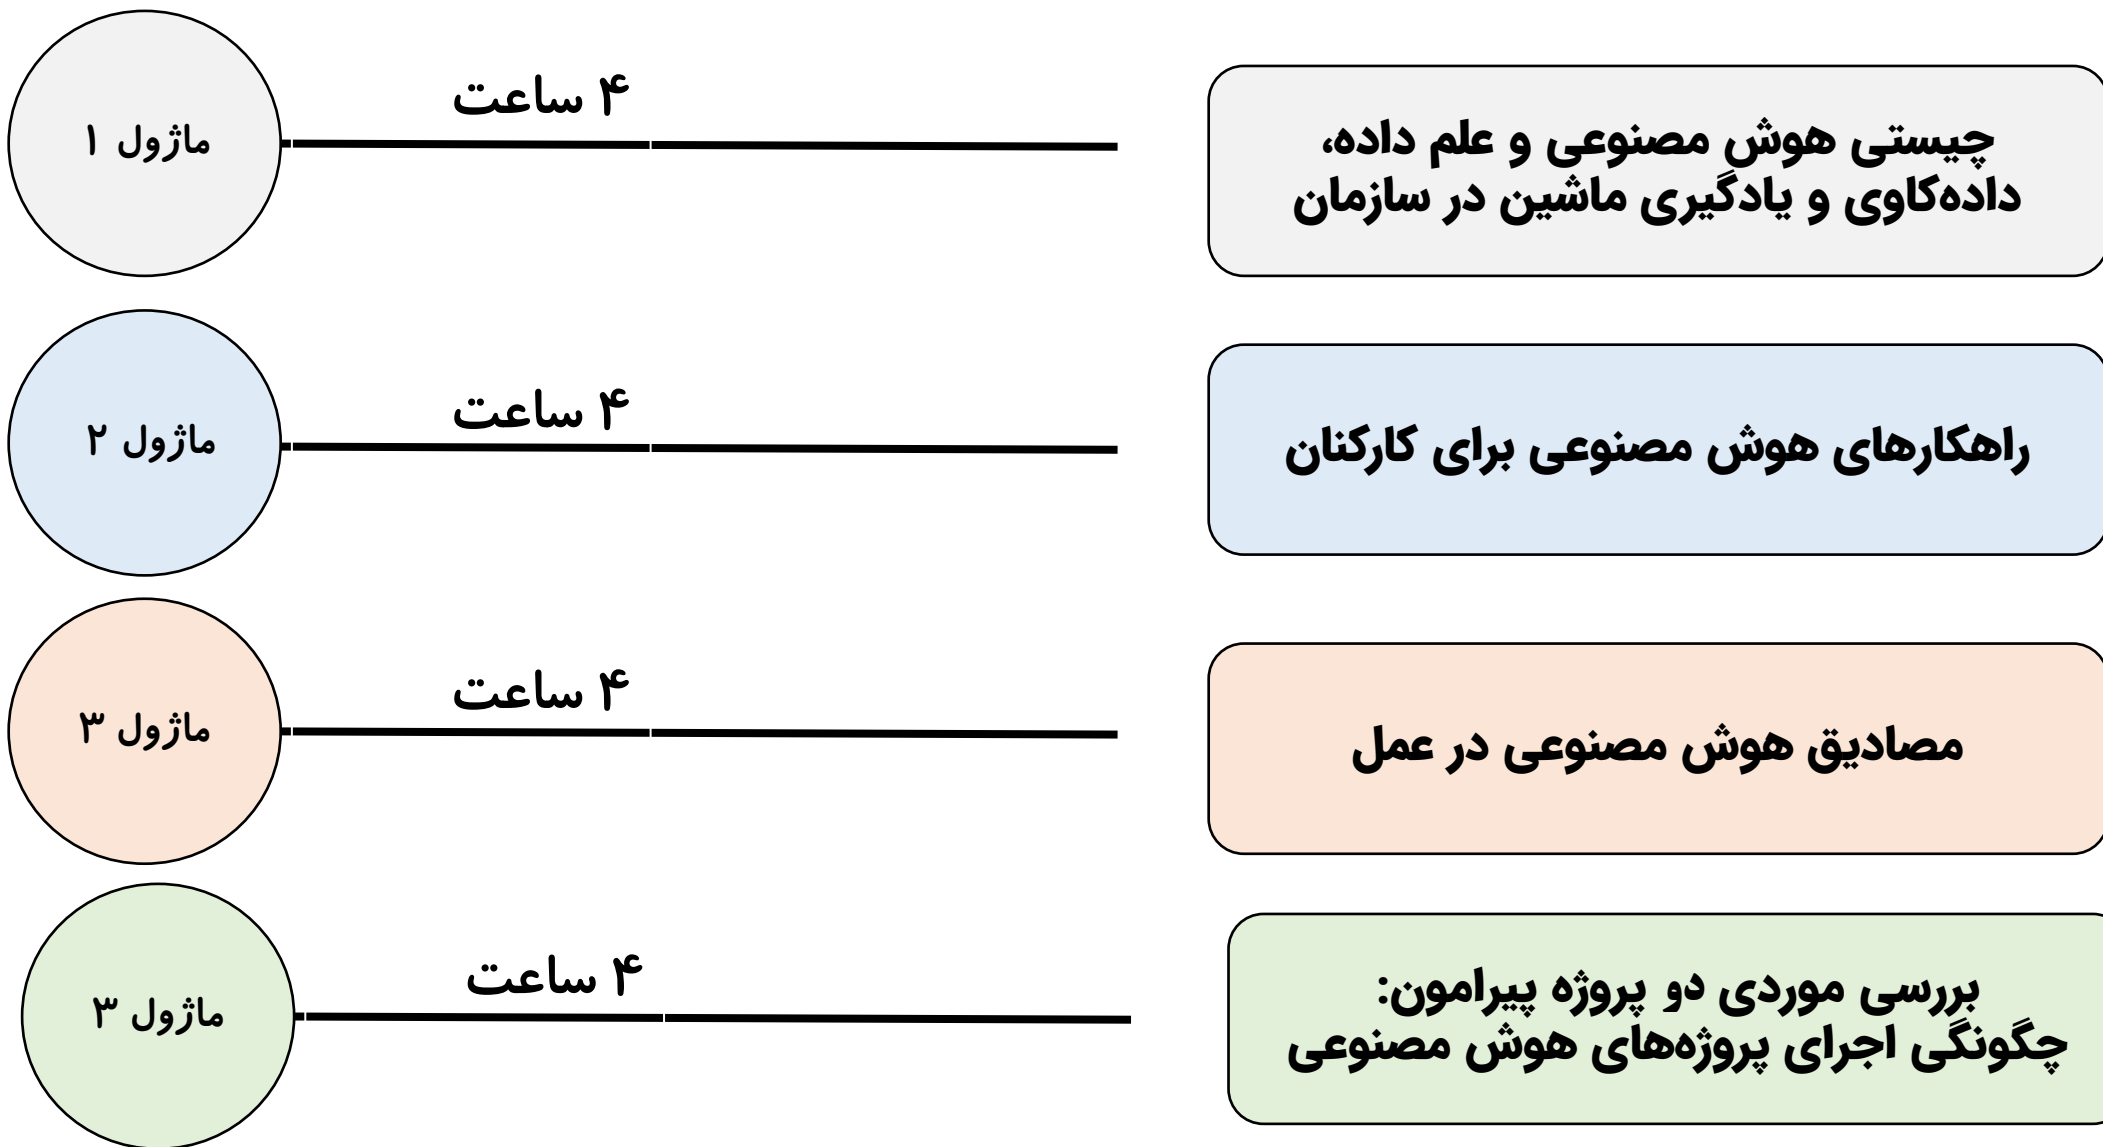 ماژول ۱
۴ ساعت
چیستی هوش مصنوعی و علم داده،
داده‌کاوی و یادگیری ماشین در سازمان
ماژول ۲
۴ ساعت
راهکارهای هوش مصنوعی برای کارکنان
ماژول ۳
۴ ساعت
مصادیق هوش مصنوعی در عمل
ماژول ۳
۴ ساعت
بررسی موردی دو پروژه پیرامون:
چگونگی اجرای پروژه‌های هوش مصنوعی